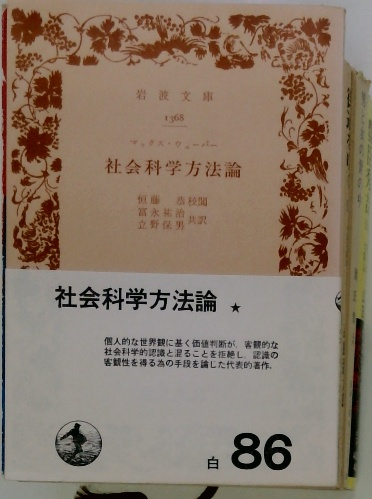 岩波文庫
1368
マックス・ウェーバー
社会科学方法論
恒藤恭校閲
富永祐治
立野保男
共訳
社会科学方法論 ★
個人的な世界観に基く価値判断が、客観的な
社会科学的認識と混ることを拒絶し、認識の
客観性を得る為の手段を論じた代表的著作。
白 86